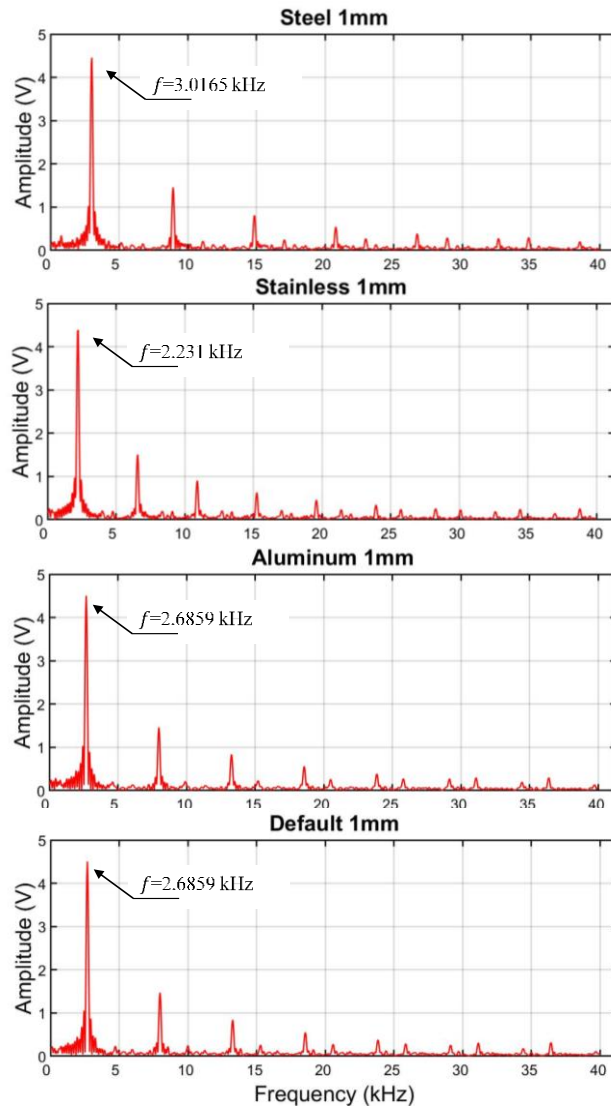 Steel 1mm
5
4
3
2
1
0
Amplitude (V)
f=3.0165 kHz
0 5 10 15 20 25 30 35 40
Stainless 1mm
5
4
3
2
1
0
Amplitude (V)
f=2.231 kHz
0 5 10 15 20 25 30 35 40
Aluminum 1mm
5
4
3
2
1
0
Amplitude (V)
f=2.6859 kHz
0 5 10 15 20 25 30 35 40
Default 1mm
5
4
3
2
1
0
Amplitude (V)
f=2.6859 kHz
0 5 10 15 20 25 30 35 40
Frequency (kHz)